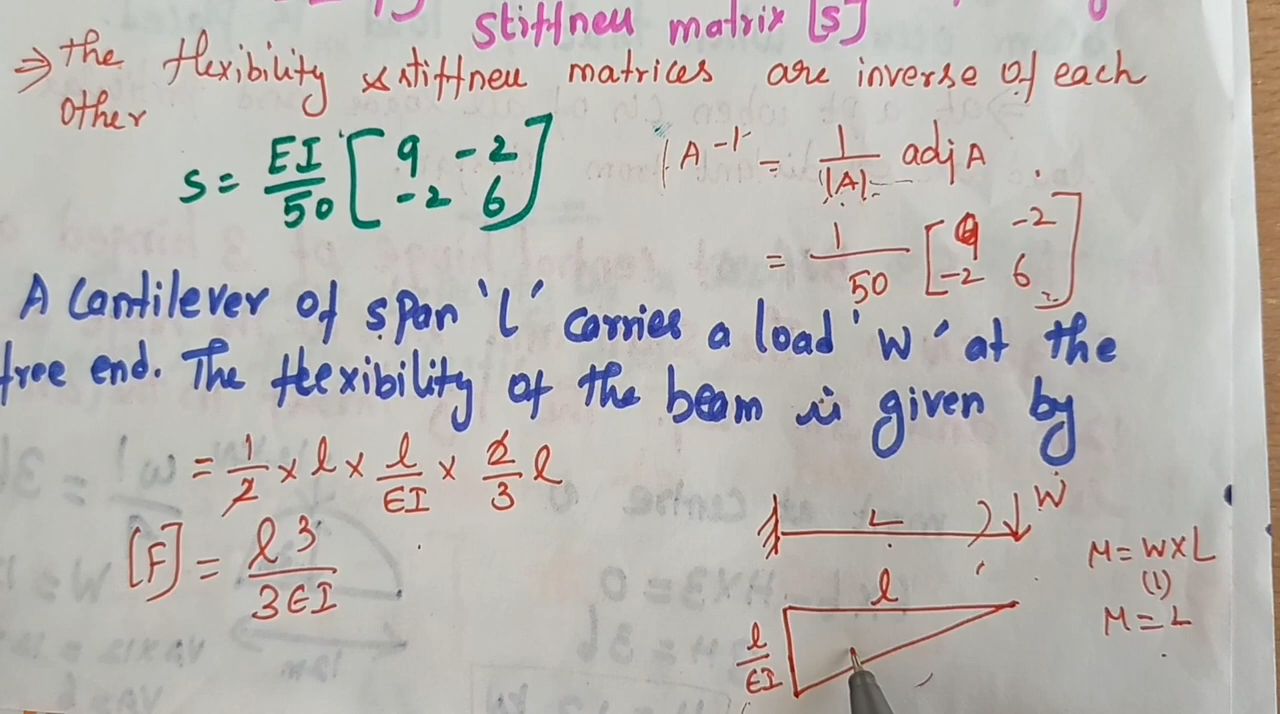 stiffness matrix [S]
⇒ the flexibility & stiffness matrices are inverse of each
other
S = EI/50 [9 -2; -2 6]
A^-1 = 1/|A| adj A
= 1/50 [9 -2; -2 6]
A Cantilever of span 'l' carries a load 'W' at the
free end. The flexibility of the beam is given by
= 1/2 × l × l/EI × 2/3 l
[F] = l3/3EI
W
L
M = W×L
(1)
M = L
l
l/EI